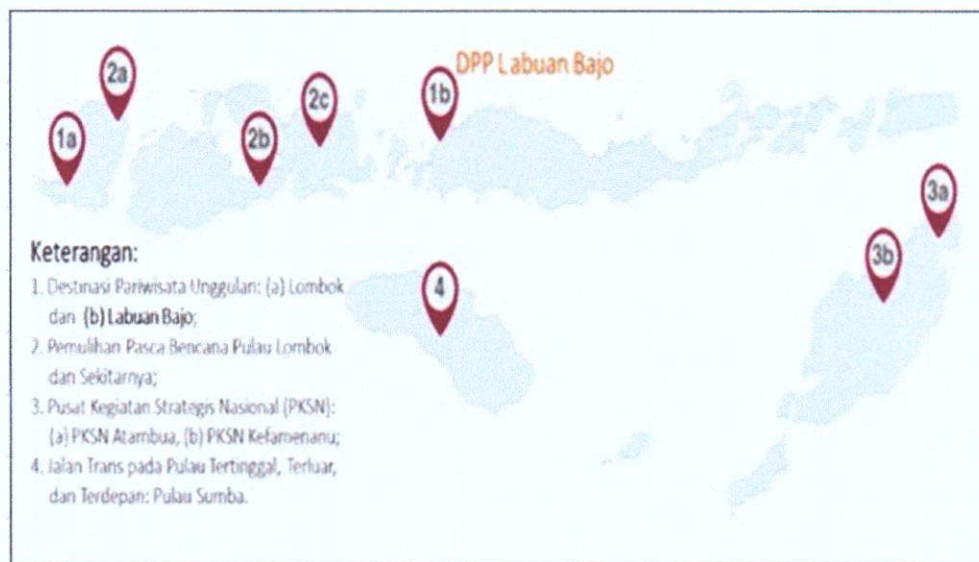 DPP Labuan Bajo
2a
1a
2b
2c
1b
3a
3b
4
Keterangan:
1. Destinasi Pariwisata Unggulan: (a) Lombok
dan (b) Labuan Bajo;
2. Pemulihan Pasca Bencana Pulau Lombok
dan Sekitarnya;
3. Pusat Kegiatan Strategis Nasional (PKSN):
(a) PKSN Atambua, (b) PKSN Kefamenanu;
4. Jalan Trans pada Pulau Tertinggal, Terluar,
dan Terdepan: Pulau Sumba.